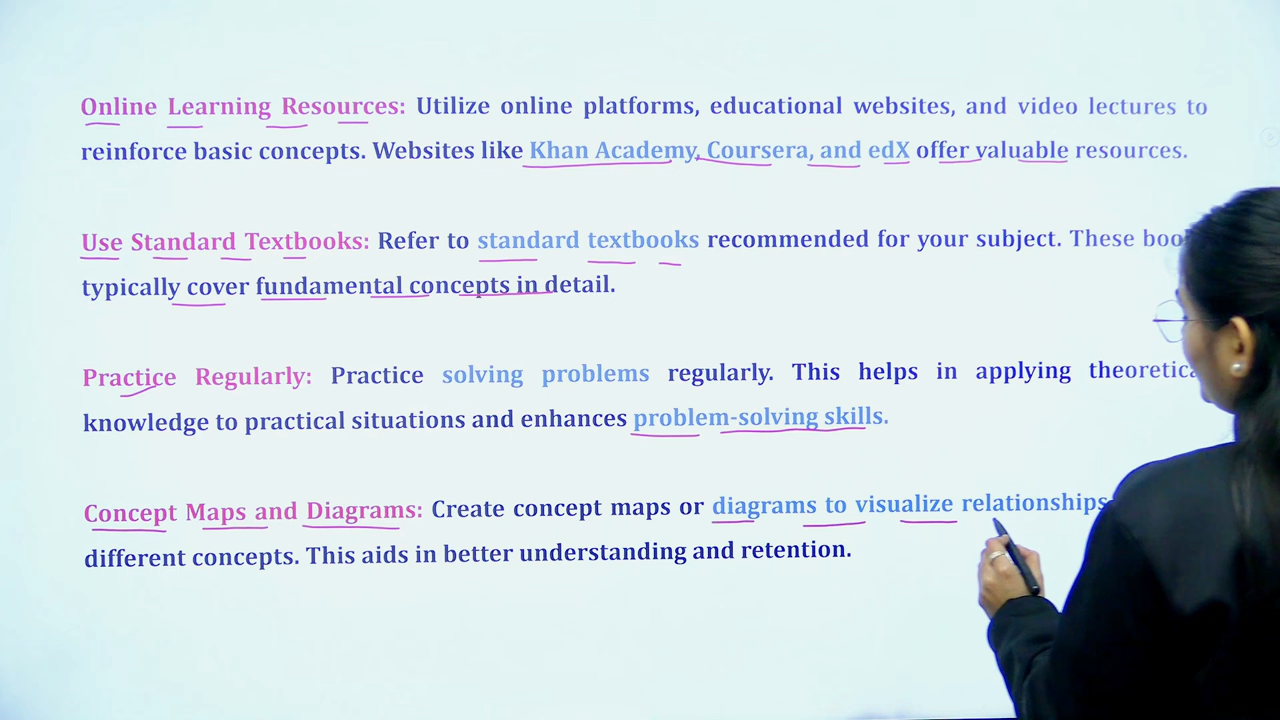 Online Learning Resources: Utilize online platforms, educational websites, and video lectures to
reinforce basic concepts. Websites like Khan Academy, Coursera, and edX offer valuable resources.
Use Standard Textbooks: Refer to standard textbooks recommended for your subject. These
typically cover fundamental concepts in detail.
Practice Regularly: Practice solving problems regularly. This helps in applying
knowledge to practical situations and enhances problem-solving skills.
Concept Maps and Diagrams: Create concept maps or diagrams to visualize relationships
different concepts. This aids in better understanding and retention.